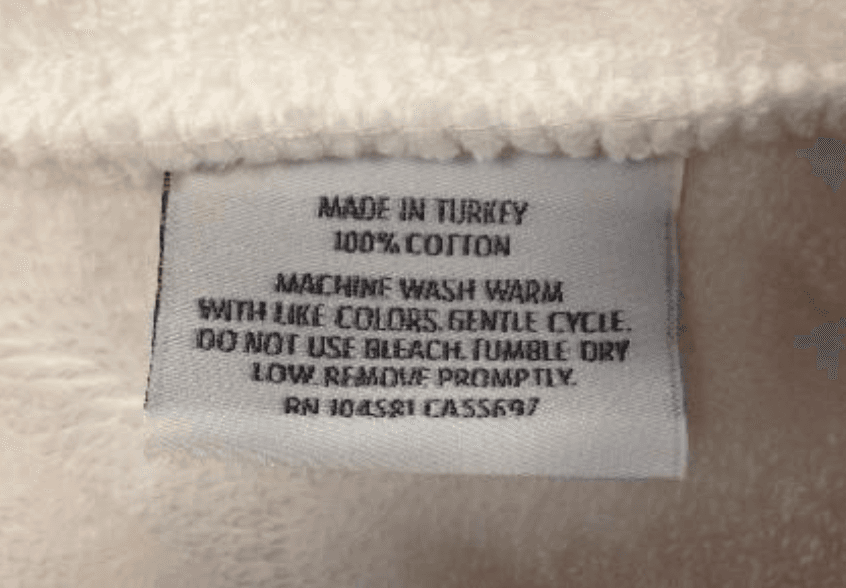 MADE IN TURKEY
100% COTTON
MACHINE WASH WARM
WITH LIKE COLORS. GENTLE CYCLE.
DO NOT USE BLEACH. TUMBLE DRY
LOW. REMOVE PROMPTLY.
RN CA55697